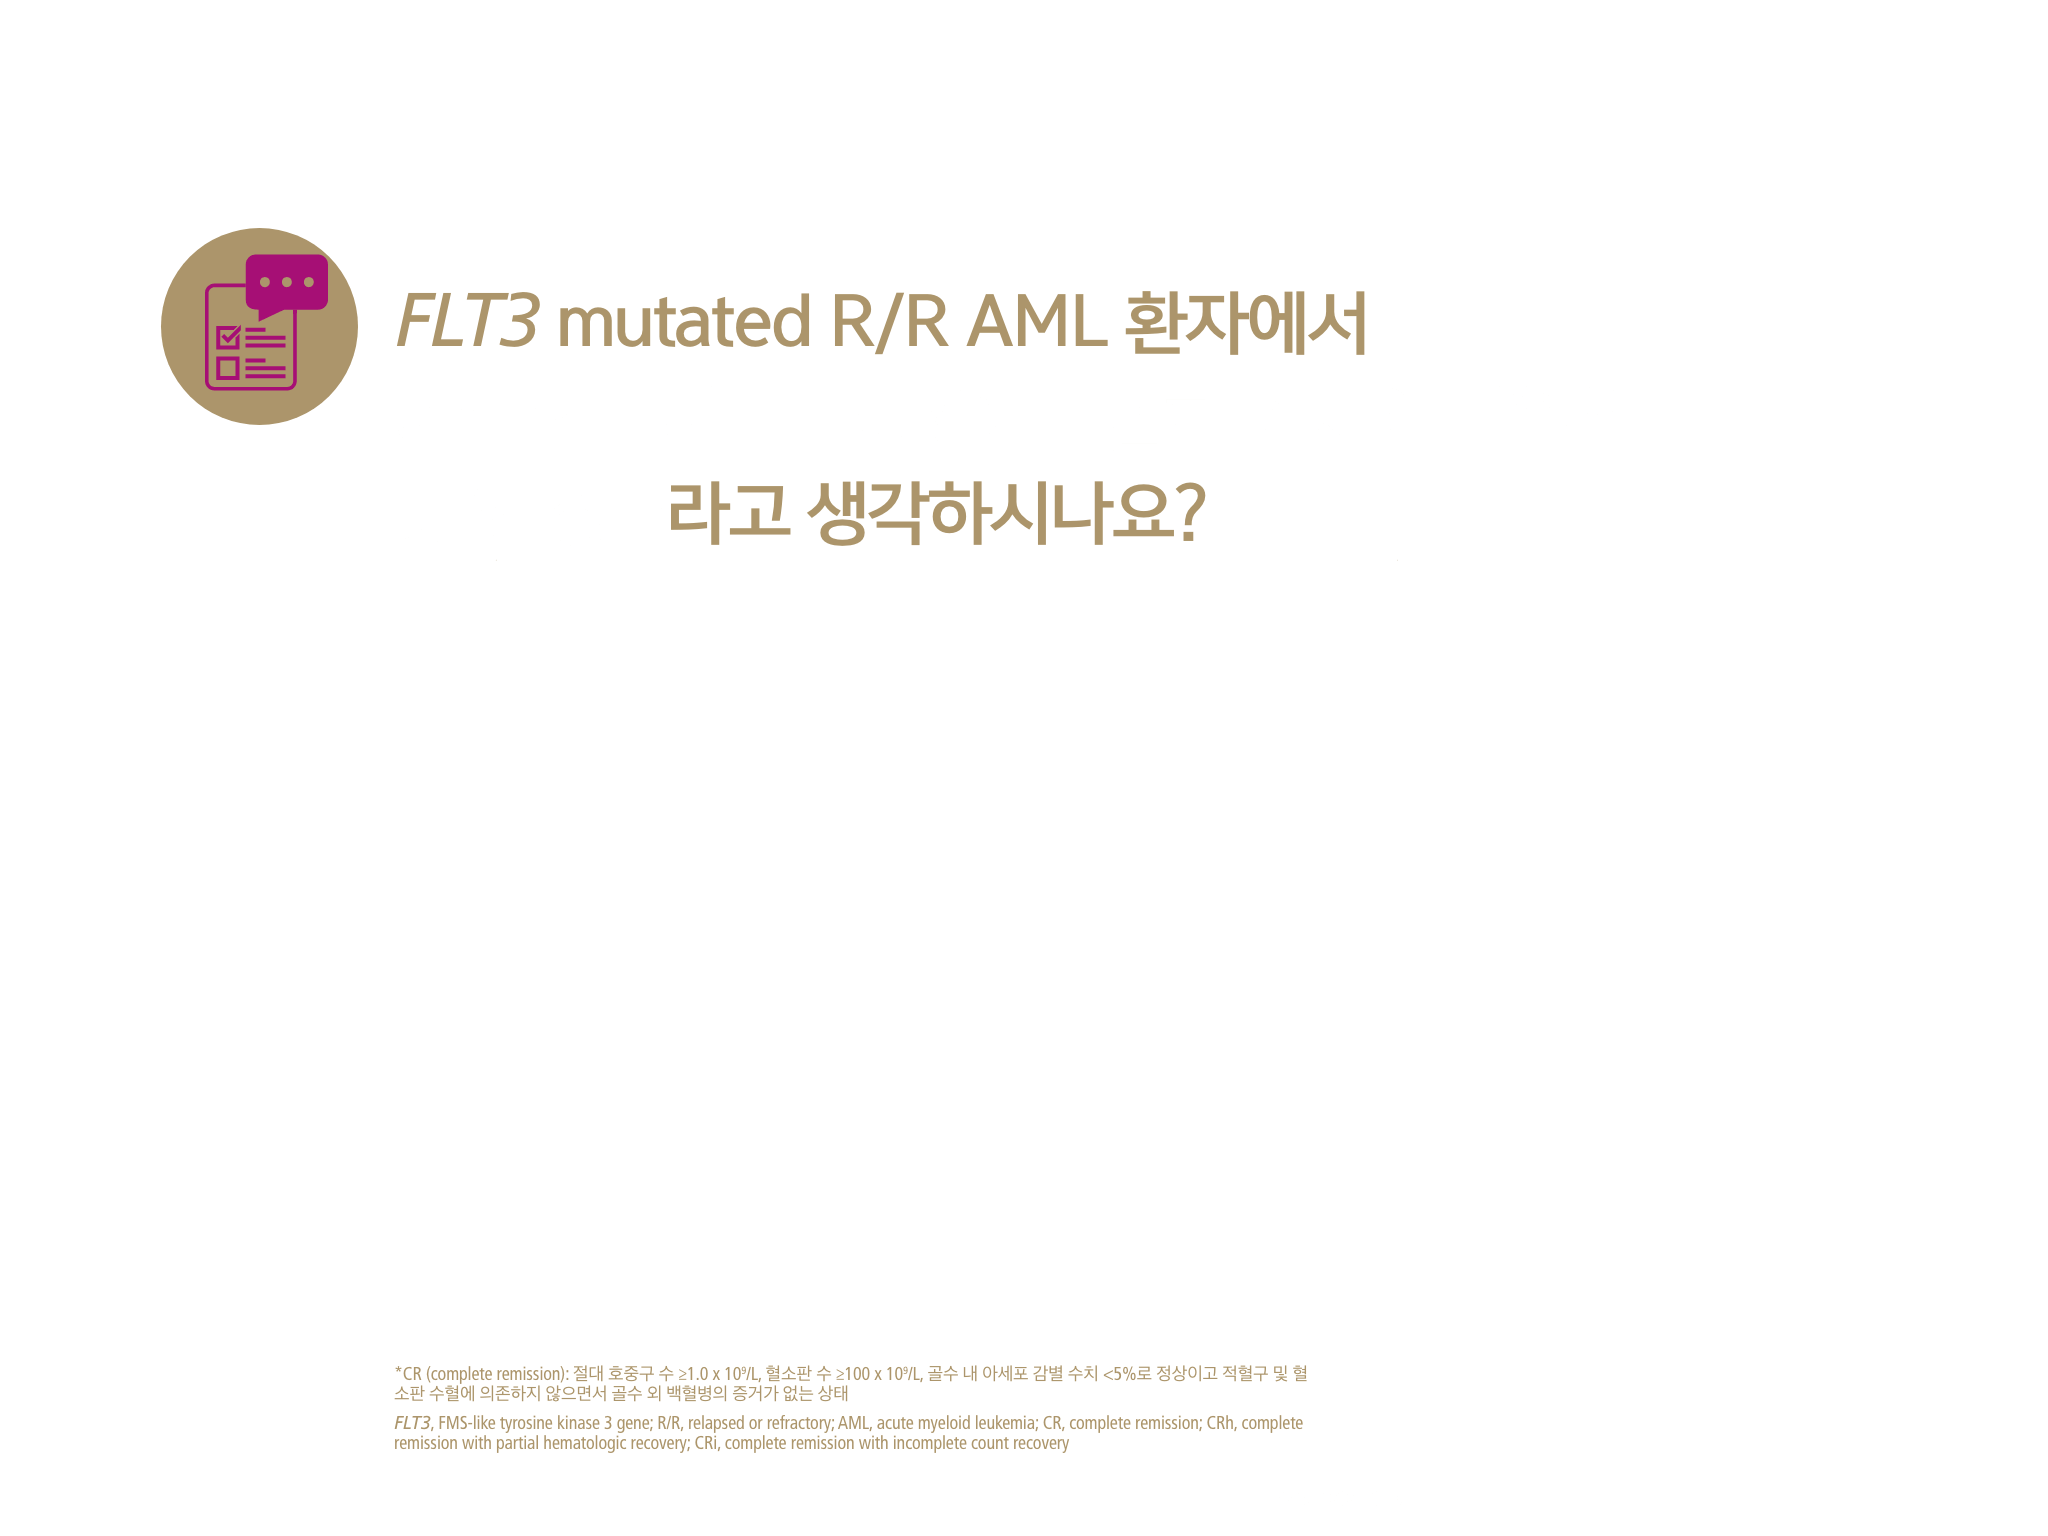 FLT3 mutated R/R AML 환자에서
라고 생각하시나요?
*CR (complete remission): 절대 호중구 수 ≥1.0 x 10⁹/L, 혈소판 수 ≥100 x 10⁹/L, 골수 내 아세포 감별 수치 <5%로 정상이고 적혈구 및 혈
소판 수혈에 의존하지 않으면서 골수 외 백혈병의 증거가 없는 상태
FLT3, FMS-like tyrosine kinase 3 gene; R/R, relapsed or refractory; AML, acute myeloid leukemia; CR, complete remission; CRh, complete
remission with partial hematologic recovery; CRi, complete remission with incomplete count recovery